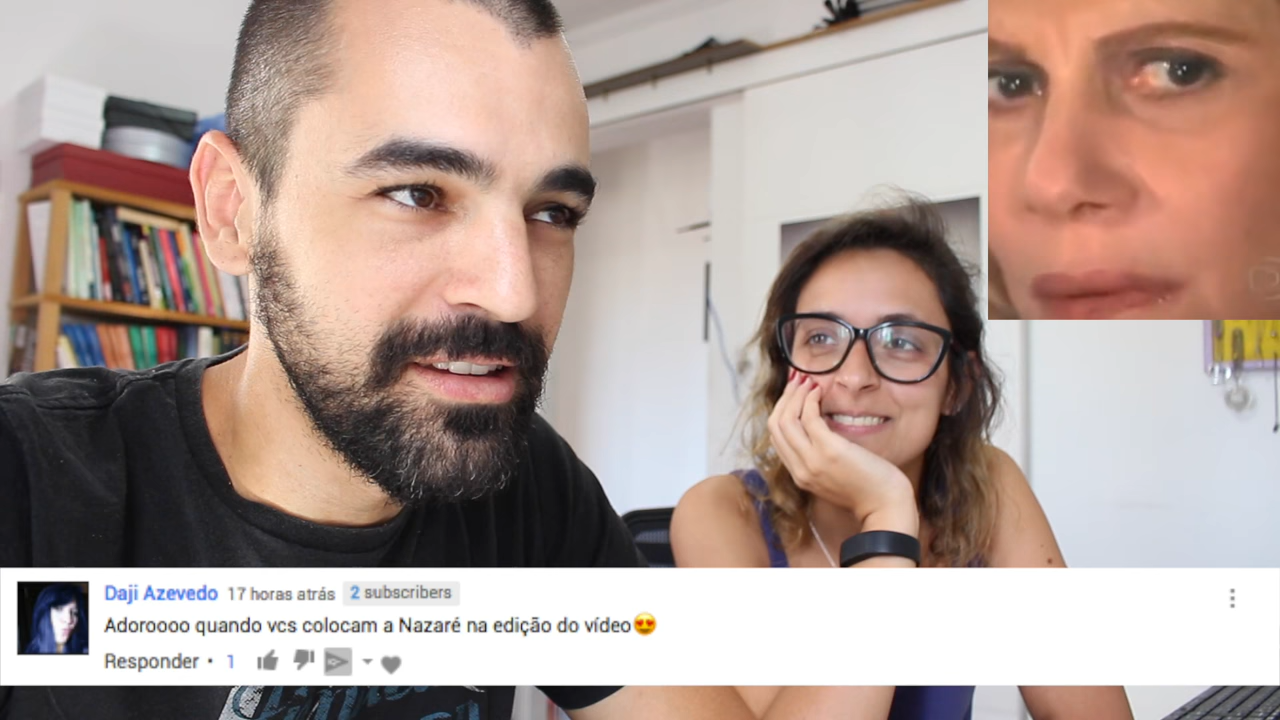 Daji Azevedo 17 horas atrás 2 subscribers
Adoroooo quando vcs colocam a Nazaré na edição do vídeo😍
Responder • 1